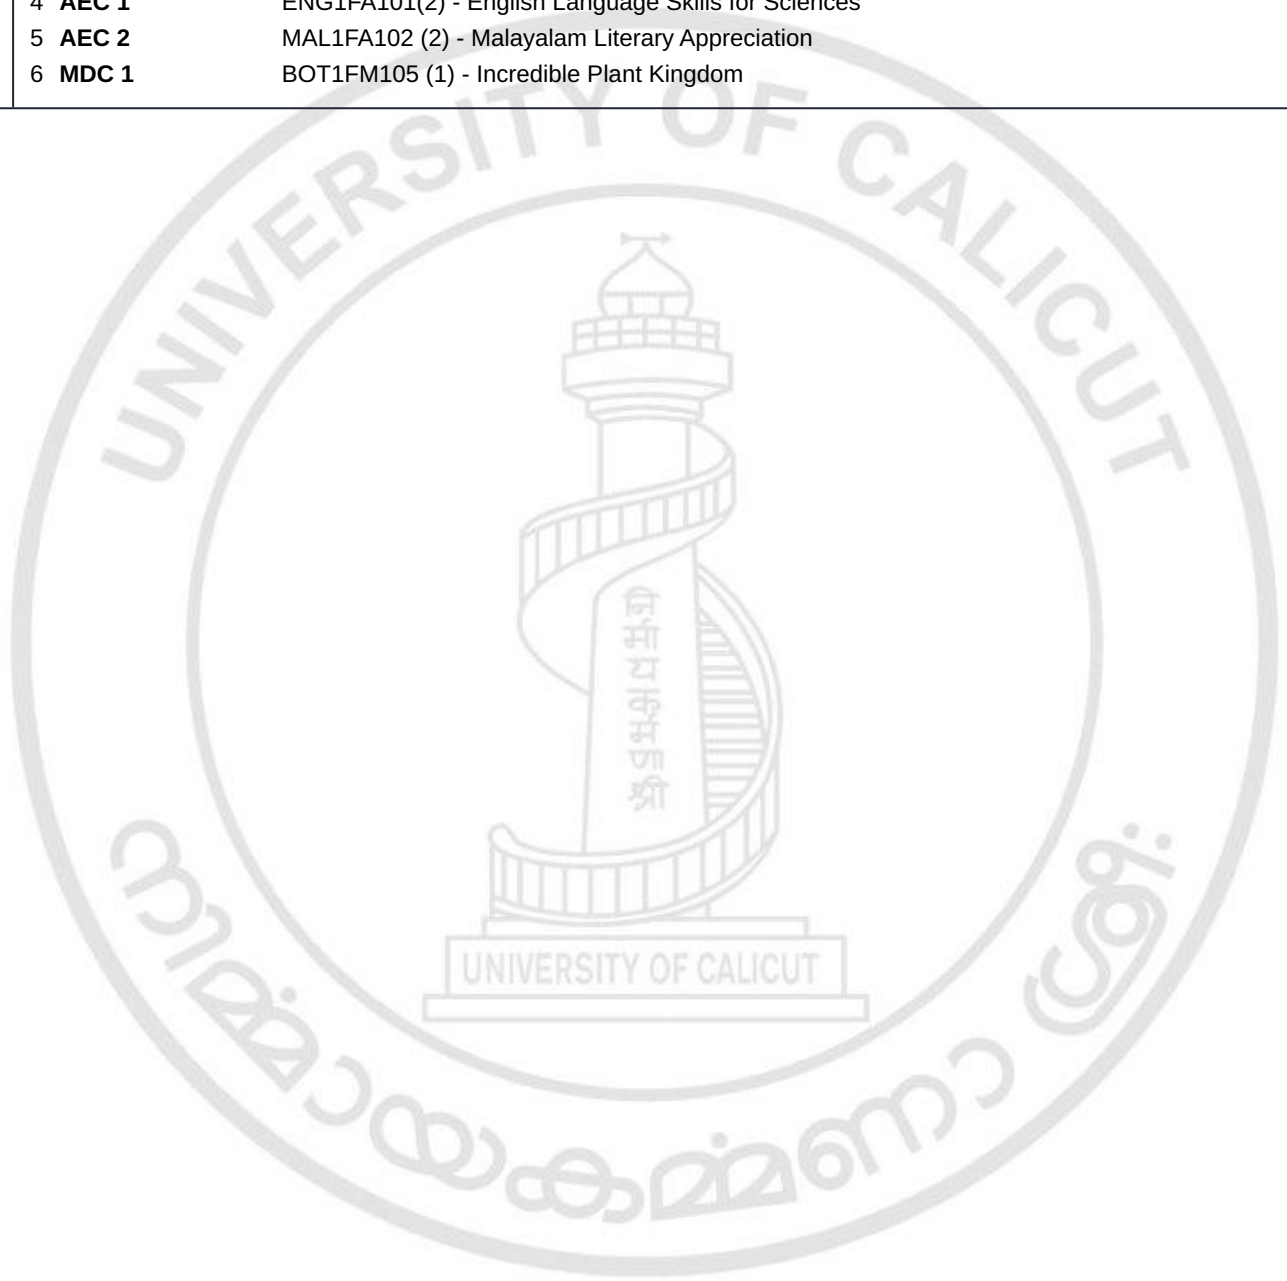 4 AEC 1 ENG1FA101(2) - English Language Skills for Sciences
5 AEC 2 MAL1FA102 (2) - Malayalam Literary Appreciation
6 MDC 1 BOT1FM105 (1) - Incredible Plant Kingdom
UNIVERSITY OF CALICUT
UNIVERSITY OF CALICUT